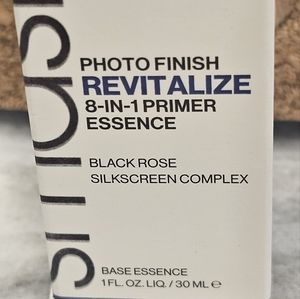 PHOTO FINISH
REVITALIZE
8-IN-1 PRIMER
ESSENCE
BLACK ROSE
SILKSCREEN COMPLEX
BASE ESSENCE
1 FL. OZ. LIQ. / 30 ML ℮